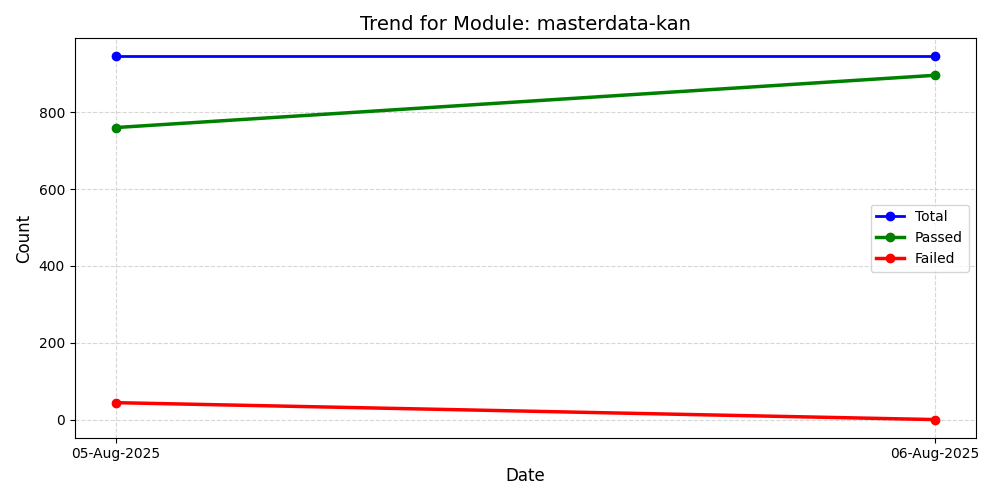 Trend for Module: masterdata-kan
Count
800
600
400
200
0
Total
Passed
Failed
05-Aug-2025
06-Aug-2025
Date